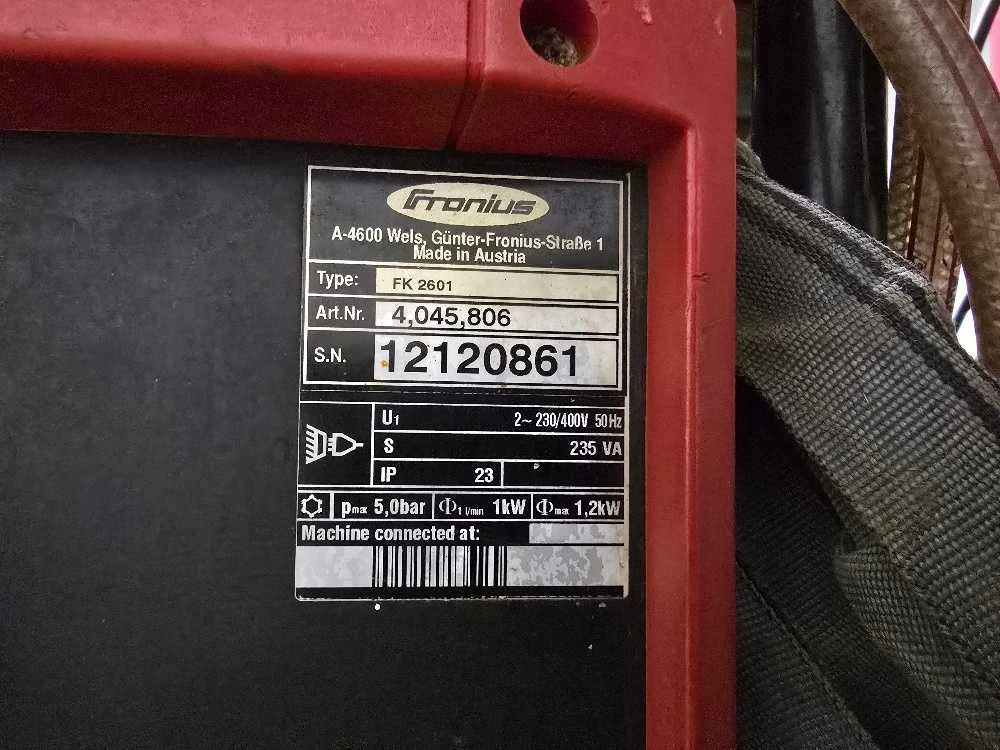 Fronius
A-4600 Wels, Günter-Fronius-Straße 1
Made in Austria
Type: FK 2601
Art.Nr. 4,045,806
S.N. 12120861
U1 2~ 230/400V 50Hz
S 235 VA
IP 23
pmax 5,0bar Φ1 l/min 1kW Φmax 1,2kW
Machine connected at: